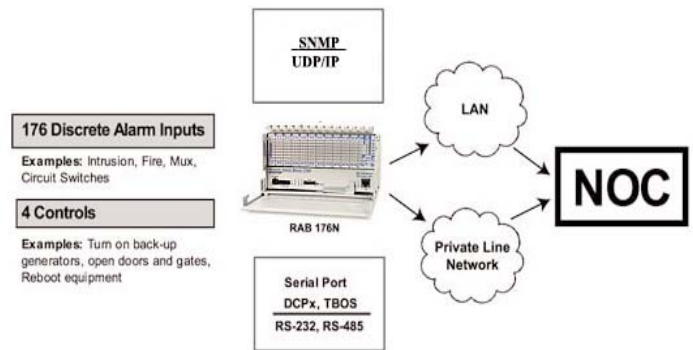 SNMP
UDP/IP
176 Discrete Alarm Inputs
Examples: Intrusion, Fire, Mux,
Circuit Switches
4 Controls
Examples: Turn on back-up
generators, open doors and gates,
Reboot equipment
RAB 176N
Serial Port
DCPx, TBOS
RS-232, RS-485
LAN
Private Line
Network
NOC